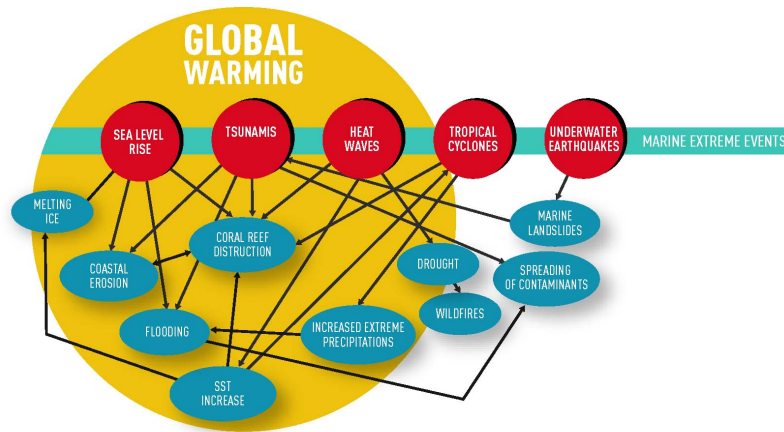 GLOBAL
WARMING
SEA LEVEL
RISE
TSUNAMIS
HEAT
WAVES
TROPICAL
CYCLONES
UNDERWATER
EARTHQUAKES
MARINE EXTREME EVENTS
MELTING
ICE
CORAL REEF
DISTRUCTION
MARINE
LANDSLIDES
COASTAL
EROSION
DROUGHT
SPREADING
OF CONTAMINANTS
FLOODING
INCREASED EXTREME
PRECIPITATIONS
WILDFIRES
SST
INCREASE